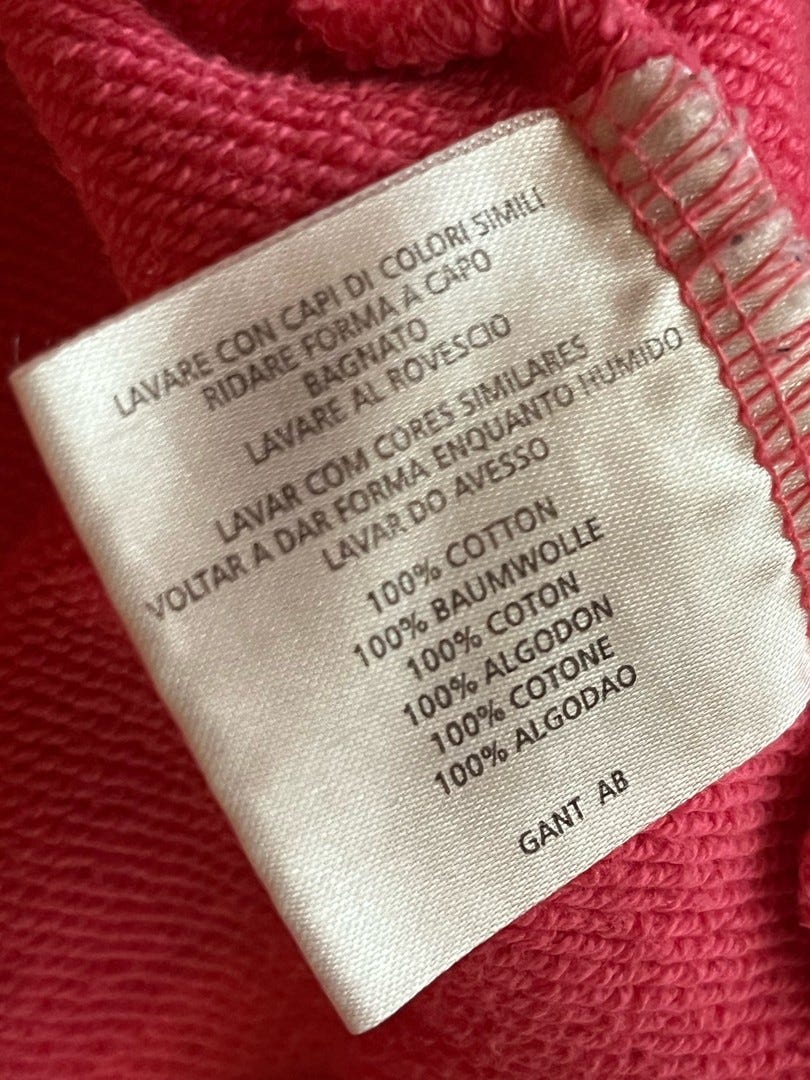 LAVARE CON CAPI DI COLORI SIMILI
RIDARE FORMA A CAPO
BAGNATO
LAVARE AL ROVESCIO
LAVAR COM CORES SIMILARES
VOLTAR A DAR FORMA ENQUANTO HUMIDO
LAVAR DO AVESSO
100% COTTON
100% BAUMWOLLE
100% COTON
100% ALGODON
100% COTONE
100% ALGODAO
GANT AB